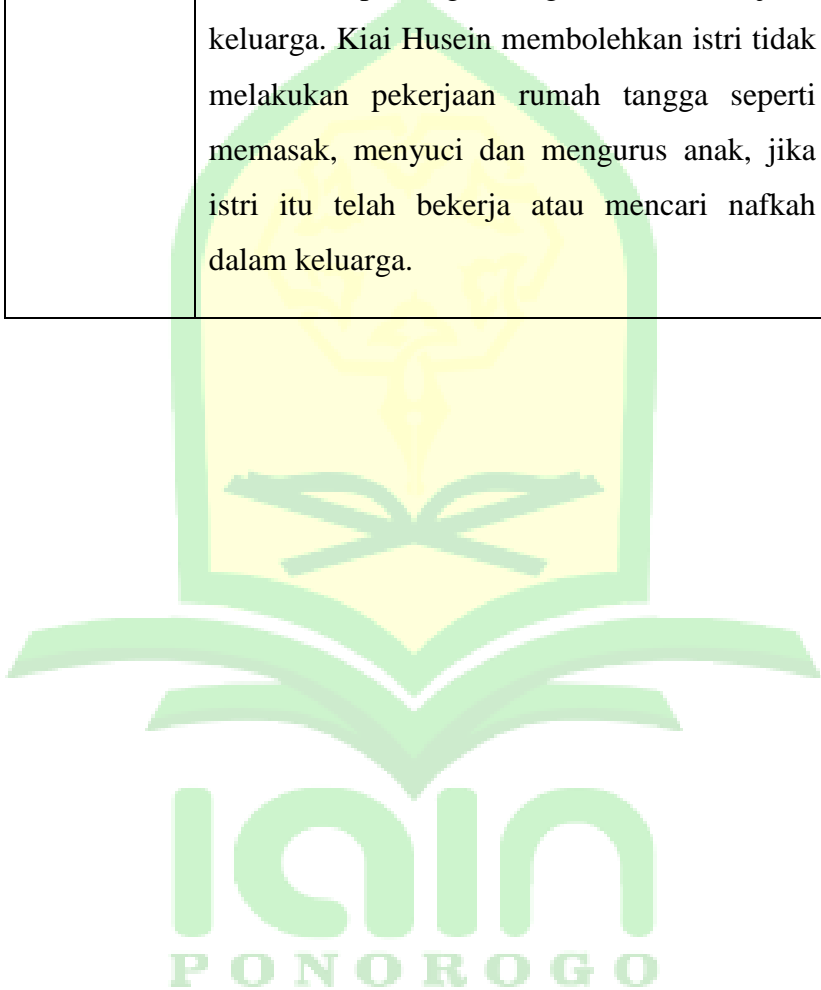 keluarga. Kiai Husein membolehkan istri tidak
melakukan pekerjaan rumah tangga seperti
memasak, menyuci dan mengurus anak, jika
istri itu telah bekerja atau mencari nafkah
dalam keluarga.
iain
PONOROGO